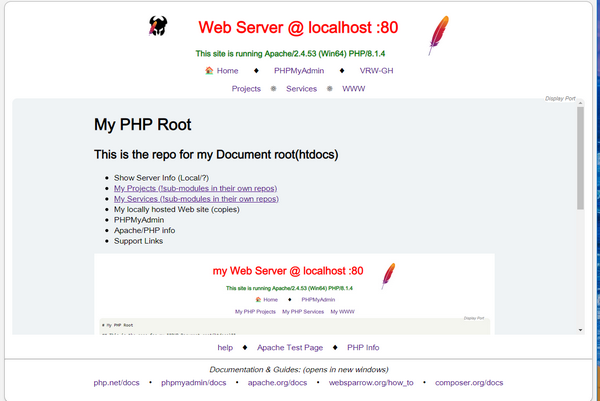 Web Server @ localhost :80
This site is running Apache/2.4.53 (Win64) PHP/8.1.4
Home ♦ PHPMyAdmin ♦ VRW-GH
Projects Services WWW
Display Port
My PHP Root
This is the repo for my Document root(htdocs)
• Show Server Info (Local/?)
• My Projects (!sub-modules in their own repos)
• My Services (!sub-modules in their own repos)
• My locally hosted Web site (copies)
• PHPMyAdmin
• Apache/PHP info
• Support Links
my Web Server @ localhost :80
This site is running Apache/2.4.53 (Win64) PHP/8.1.4
Home ♦ PHPMyAdmin
My PHP Projects My PHP Services My WWW
Display Port
# My PHP Root
help ♦ Apache Test Page ♦ PHP Info
Documentation & Guides: (opens in new windows)
php.net/docs • phpmyadmin/docs • apache.org/docs • websparrow.org/how_to • composer.org/docs